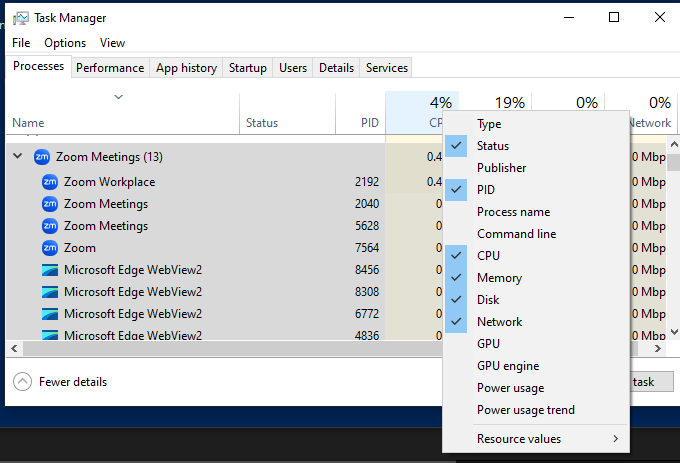 Task Manager
File Options View
Processes Performance App history Startup Users Details Services
4% 19% 0% 0%
Name Status PID
Zoom Meetings (13) 0.4
zm Zoom Workplace 2192 0.4
zm Zoom Meetings 2040 0
zm Zoom Meetings 5628 0
zm Zoom 7564 0
Microsoft Edge WebView2 8456 0
Microsoft Edge WebView2 8308 0
Microsoft Edge WebView2 6772 0
Microsoft Edge WebView2 4836 0
Type
Status
Publisher
PID
Process name
Command line
CPU
Memory
Disk
Network
GPU
GPU engine
Power usage
Power usage trend
Resource values
0 Mbp
0 Mbp
0 Mbp
0 Mbp
0 Mbp
0 Mbp
0 Mbp
0 Mbp
0 Mbp
Fewer details
task